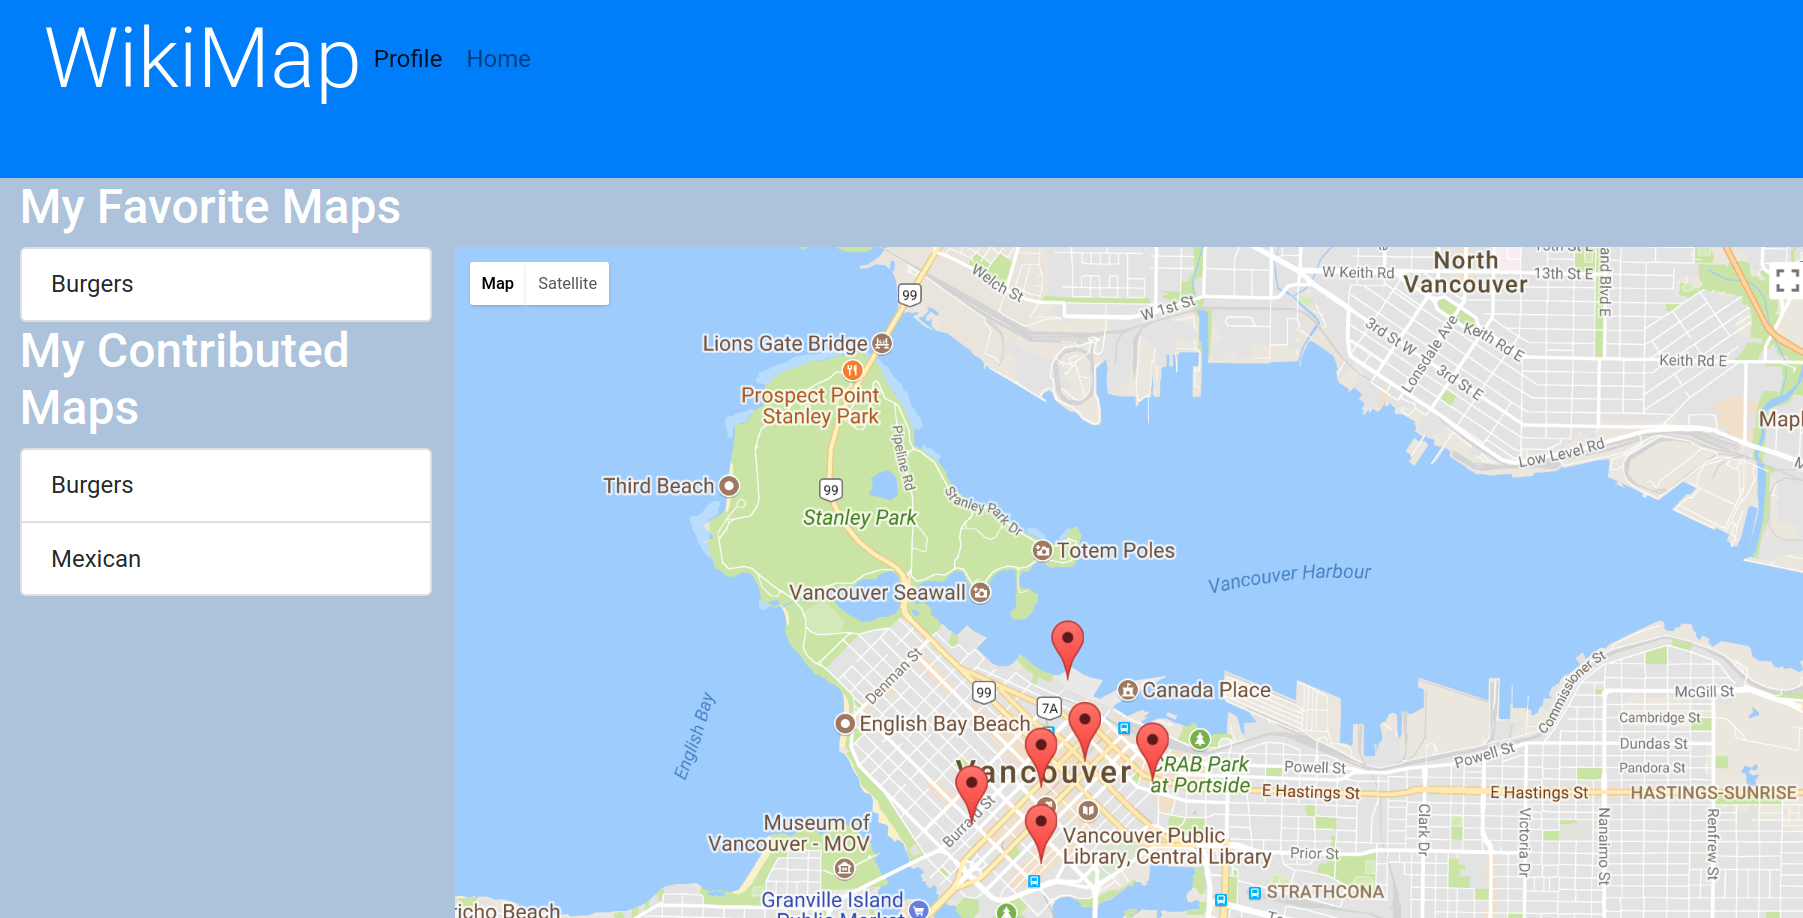 WikiMap
Profile
Home
My Favorite Maps
Burgers
My Contributed
Maps
Burgers
Mexican
Map
Satellite
99
Welch St
W 1st St
W Keith Rd
North
Vancouver
13th St E
3rd St W
Lonsdale Ave
Keith Rd E
3rd St E
Keith Rd E
Low Level Rd
Lions Gate Bridge
Prospect Point
Stanley Park
Pipeline Rd
Third Beach
99
Stanley Park
Stanley Park Dr
Totem Poles
Vancouver Seawall
Vancouver Harbour
Denman St
99
7A
Canada Place
English Bay
English Bay Beach
Vancouver
CRAB Park
at Portside
Burrard St
Museum of
Vancouver - MOV
Vancouver Public
Library, Central Library
Granville Island
Public Market
Commissioner St
McGill St
Cambridge St
Dundas St
Powell St
Powell St
Pandora St
E Hastings St
E Hastings St
HASTINGS-SUNRISE
Clark Dr
Victoria Dr
Nanaimo St
Renfrew St
Prior St
STRATHCONA